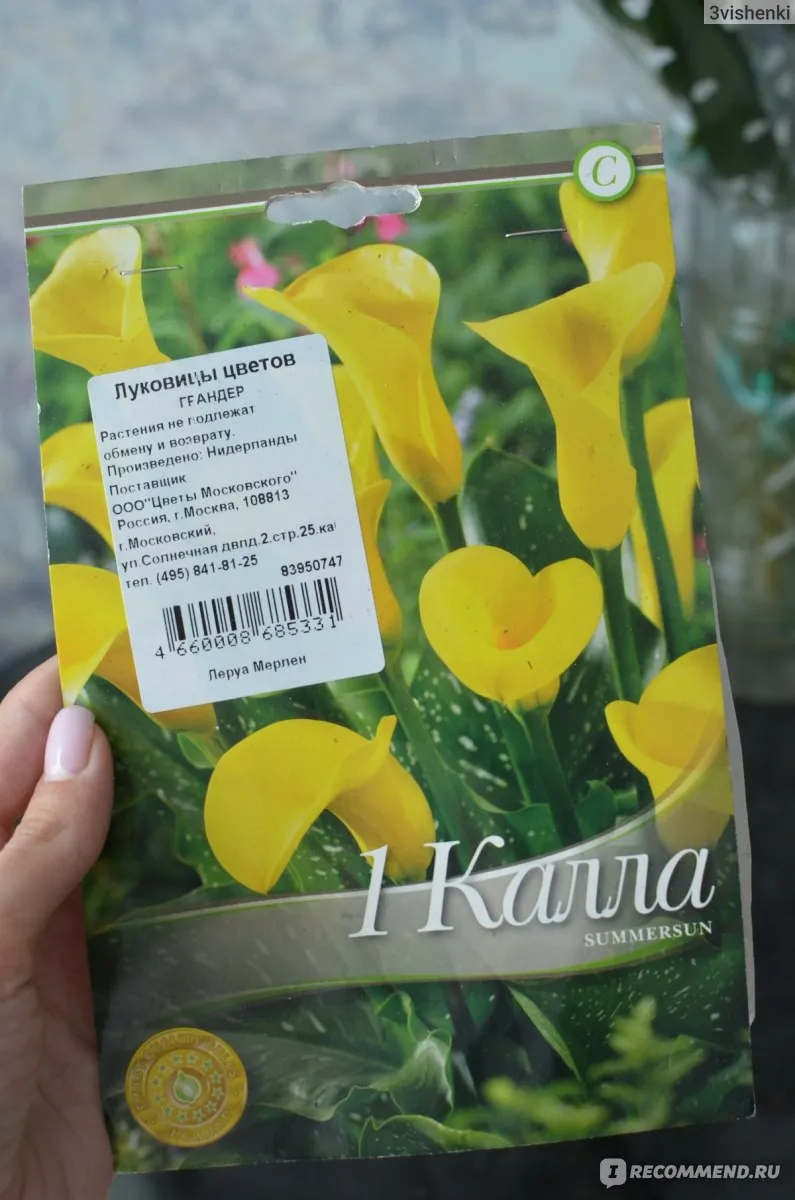 3vishenki
C
Луковицы цветов
ГРАНДЕР
Растения не подлежат
обмену и возврату.
Произведено: Нидерланды
Поставщик
ООО"Цветы Московского"
Россия, г.Москва, 108813
г.Московский,
ул.Солнечная двлд.2.стр.25.каб
тел. (495) 841-81-25 83950747
4 660008 685331
Леруа Мерлен
1 Калла
SUMMERSUN
IRECOMMEND.RU